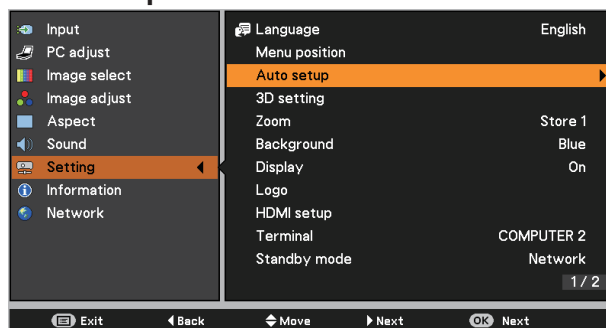 Input
PC adjust
Image select
Image adjust
Aspect
Sound
Setting
Information
Network
Language English
Menu position
Auto setup
3D setting
Zoom Store 1
Background Blue
Display On
Logo
HDMI setup
Terminal COMPUTER 2
Standby mode Network
1 / 2
Exit Back Move Next OK Next